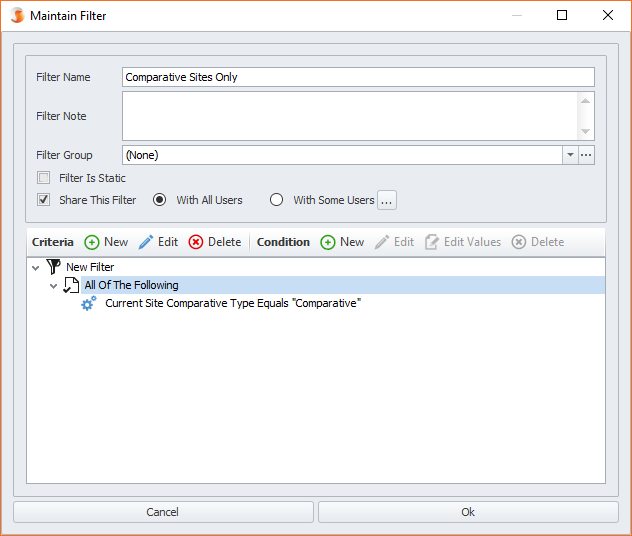 Maintain Filter
Filter Name Comparative Sites Only
Filter Note
Filter Group (None) ...
Filter Is Static
Share This Filter With All Users With Some Users ...
Criteria New Edit Delete Condition New Edit Edit Values Delete
New Filter
All Of The Following
Current Site Comparative Type Equals "Comparative"
Cancel Ok